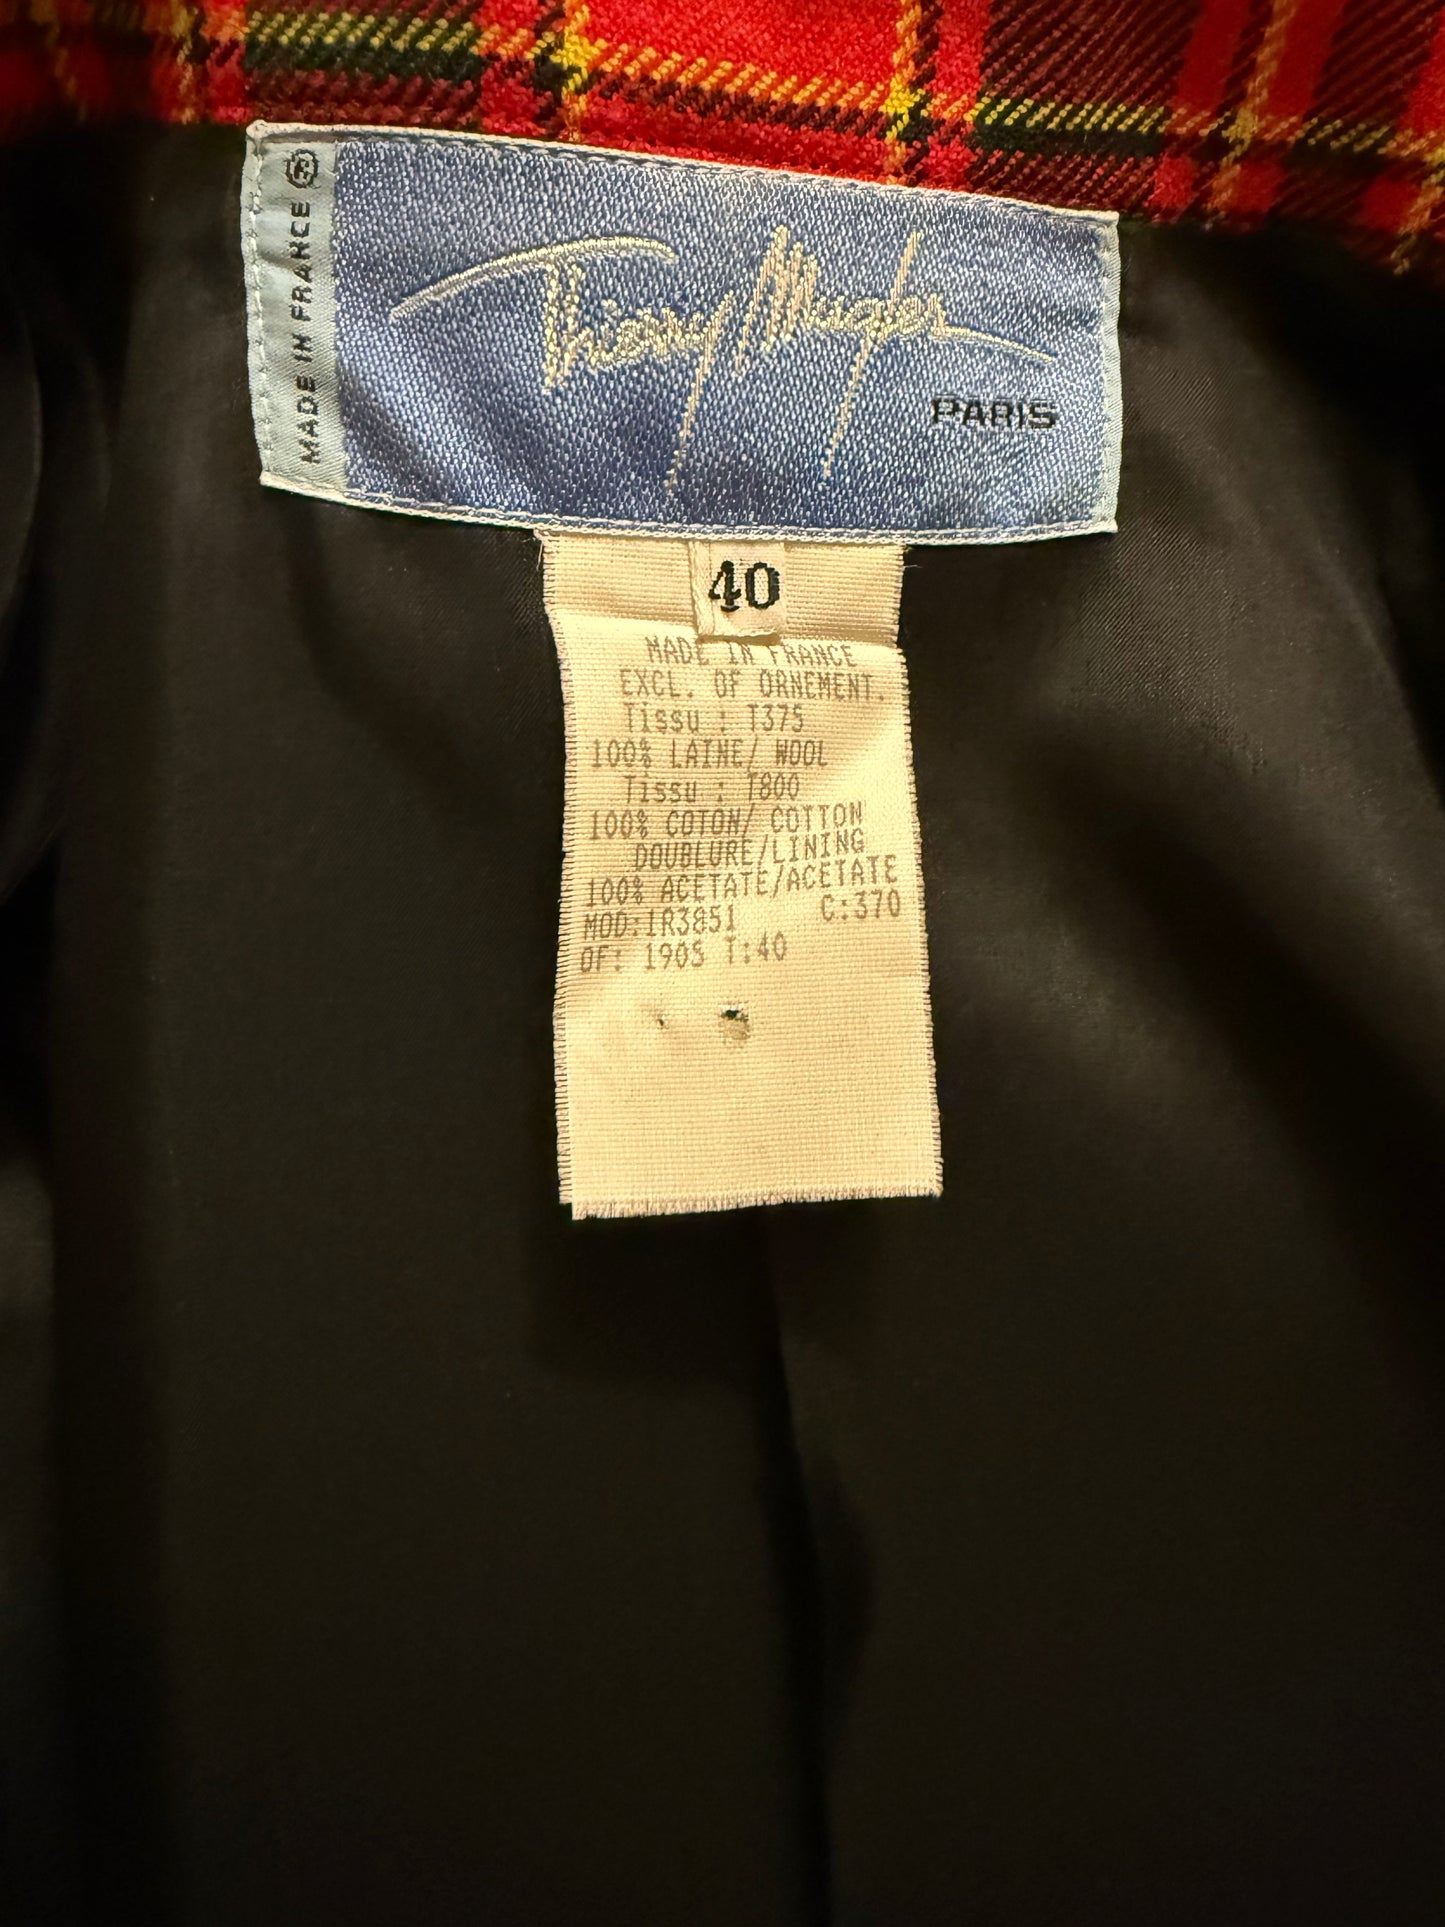 MADE IN FRANCE ®
Thierry Mugler
PARIS
40
MADE IN FRANCE
EXCL. OF ORNEMENT.
Tissu : T375
100% LAINE/ WOOL
Tissu : T800
100% COTON/ COTTON
DOUBLURE/LINING
100% ACETATE/ACETATE
MOD:1R3851 C:370
OF: 1905 T:40